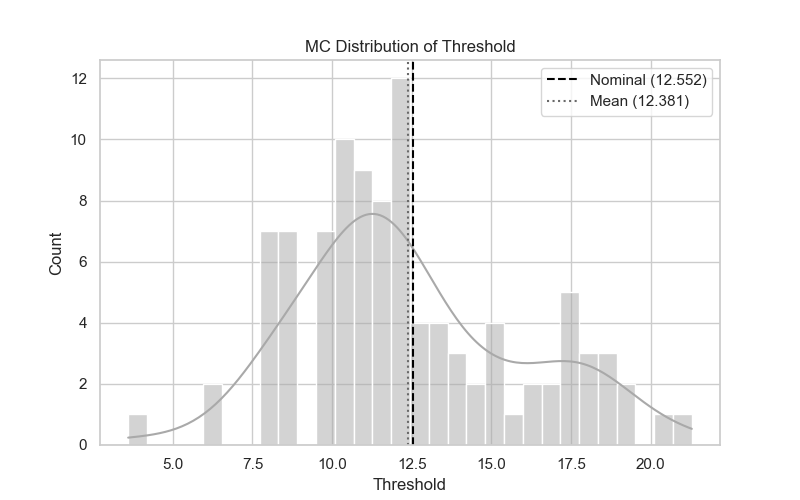 MC Distribution of Threshold
Nominal (12.552)
Mean (12.381)
Count
12
10
8
6
4
2
0
5.0 7.5 10.0 12.5 15.0 17.5 20.0
Threshold